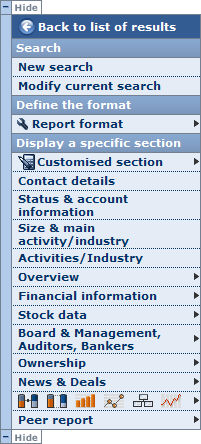 Hide
Back to list of results
Search
New search
Modify current search
Define the format
Report format
Display a specific section
Customised section
Contact details
Status & account
information
Size & main
activity/industry
Activities/Industry
Overview
Financial information
Stock data
Board & Management,
Auditors, Bankers
Ownership
News & Deals
Peer report
Hide